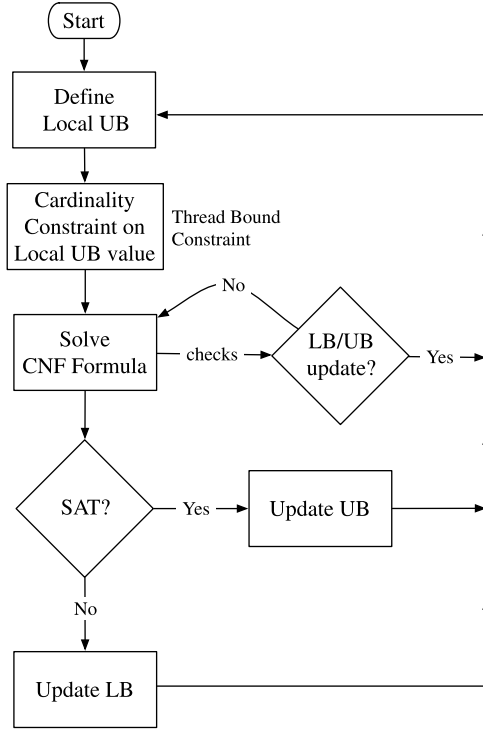 Start
Define
Local UB
Cardinality
Constraint on
Local UB value
Thread Bound
Constraint
No
Solve
CNF Formula
checks
LB/UB
update?
Yes
SAT?
Yes
Update UB
No
Update LB